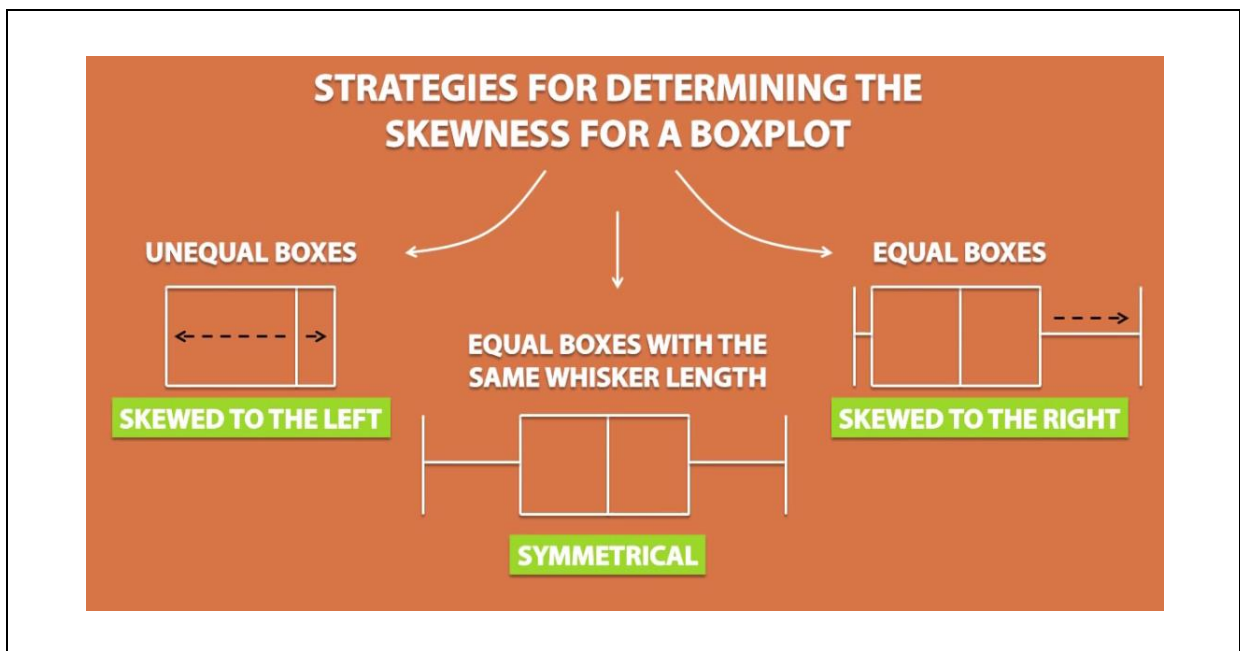 STRATEGIES FOR DETERMINING THE
SKEWNESS FOR A BOXPLOT
UNEQUAL BOXES
SKEWED TO THE LEFT
EQUAL BOXES WITH THE
SAME WHISKER LENGTH
SYMMETRICAL
EQUAL BOXES
SKEWED TO THE RIGHT